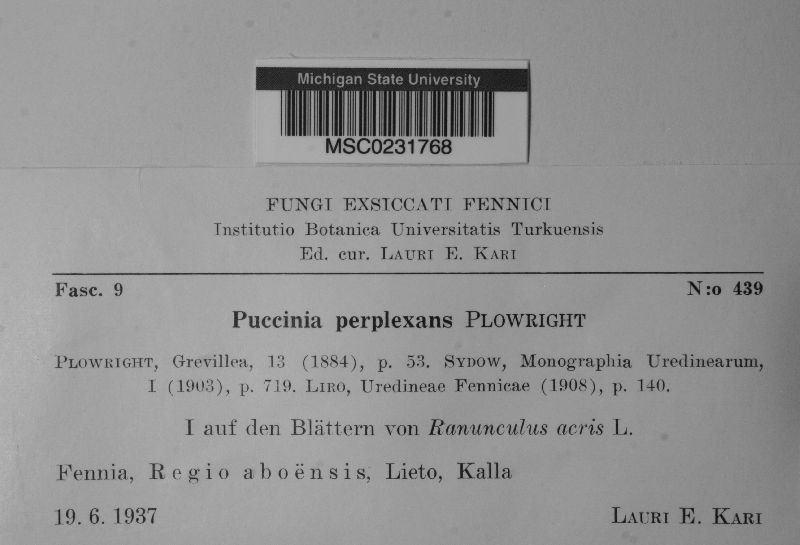 Michigan State University
MSC0231768
FUNGI EXSICCATI FENNICI
Institutio Botanica Universitatis Turkuensis
Ed. cur. LAURI E. KARI
Fasc. 9 N:o 439
Puccinia perplexans PLOWRIGHT
PLOWRIGHT, Grevillea, 13 (1884), p. 53. SYDOW, Monographia Uredinearum,
I (1903), p. 719. LIRO, Uredineae Fennicae (1908), p. 140.
I auf den Blättern von Ranunculus acris L.
Fennia, Regio aboënsis, Lieto, Kalla
19. 6. 1937 LAURI E. KARI